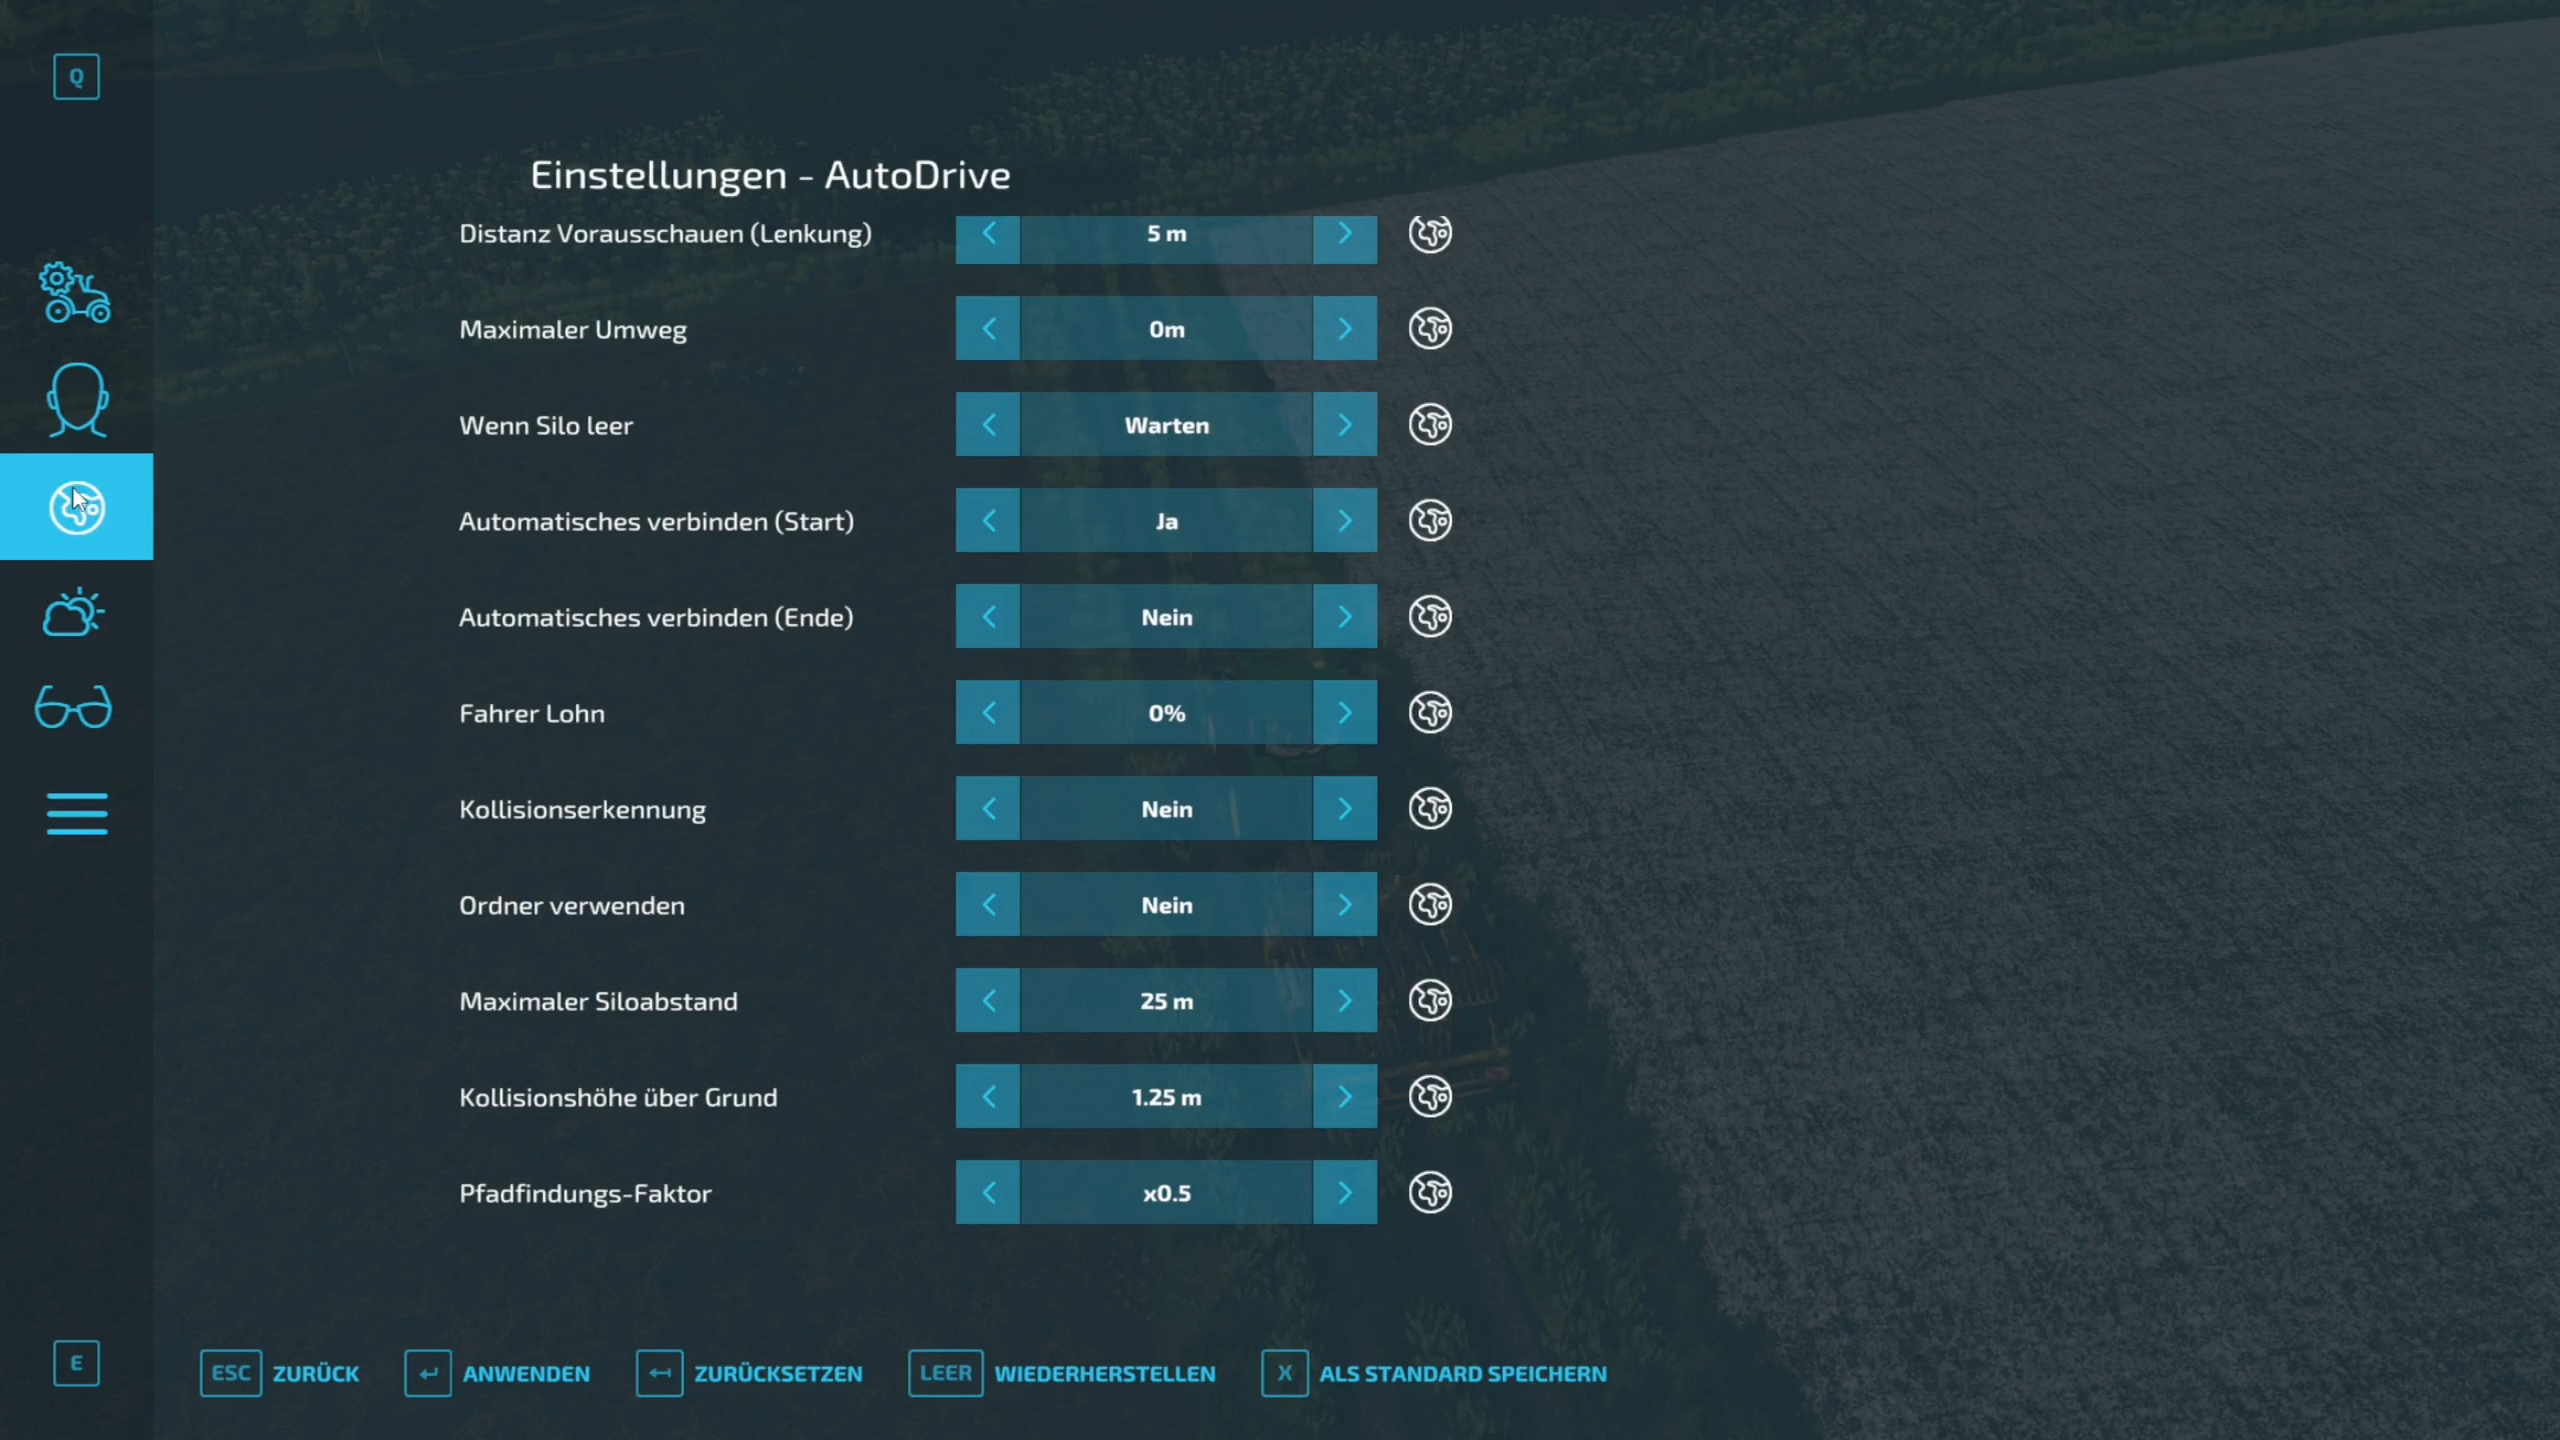 Q
Einstellungen - AutoDrive
Distanz Vorausschauen (Lenkung) 5 m
Maximaler Umweg 0m
Wenn Silo leer Warten
Automatisches verbinden (Start) Ja
Automatisches verbinden (Ende) Nein
Fahrer Lohn 0%
Kollisionserkennung Nein
Ordner verwenden Nein
Maximaler Siloabstand 25 m
Kollisionshöhe über Grund 1.25 m
Pfadfindungs-Faktor x0.5
E
ESC ZURÜCK ANWENDEN ZURÜCKSETZEN LEER WIEDERHERSTELLEN X ALS STANDARD SPEICHERN